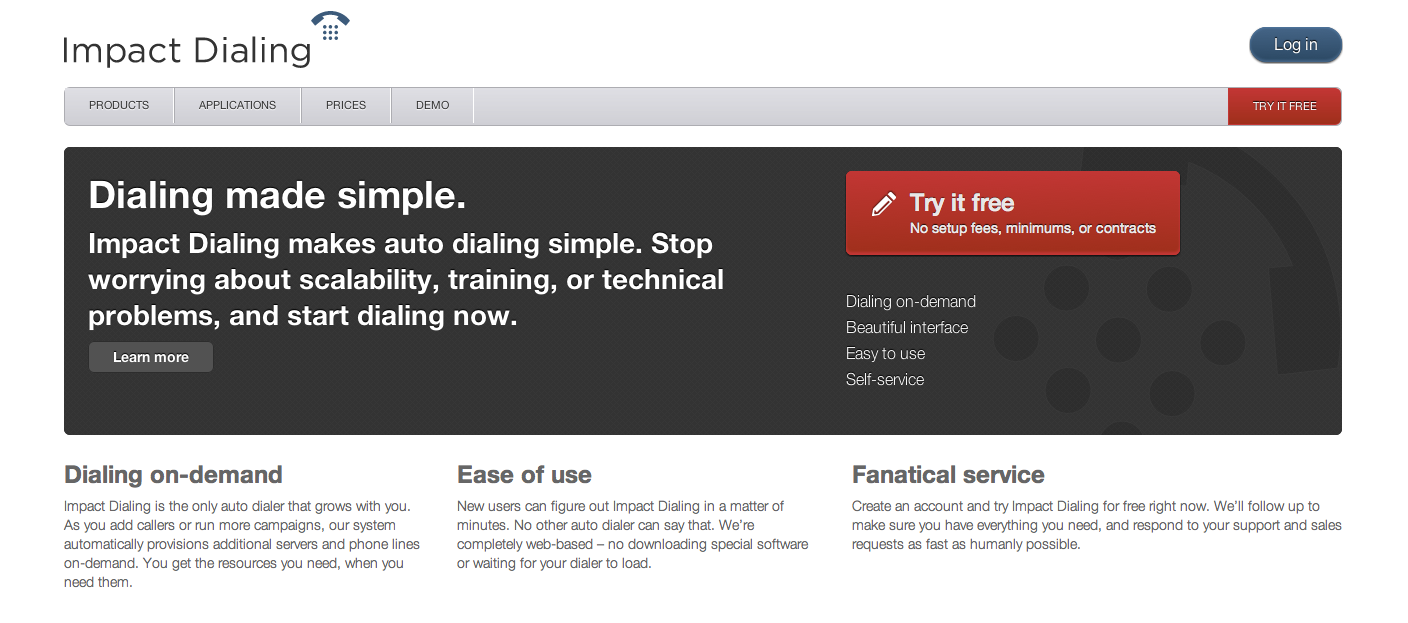 Impact Dialing
Log in
PRODUCTS
APPLICATIONS
PRICES
DEMO
TRY IT FREE
Dialing made simple.
Impact Dialing makes auto dialing simple. Stop
worrying about scalability, training, or technical
problems, and start dialing now.
Learn more
Try it free
No setup fees, minimums, or contracts
Dialing on-demand
Beautiful interface
Easy to use
Self-service
Dialing on-demand
Impact Dialing is the only auto dialer that grows with you.
As you add callers or run more campaigns, our system
automatically provisions additional servers and phone lines
on-demand. You get the resources you need, when you
need them.
Ease of use
New users can figure out Impact Dialing in a matter of
minutes. No other auto dialer can say that. We’re
completely web-based – no downloading special software
or waiting for your dialer to load.
Fanatical service
Create an account and try Impact Dialing for free right now. We’ll follow up to
make sure you have everything you need, and respond to your support and sales
requests as fast as humanly possible.